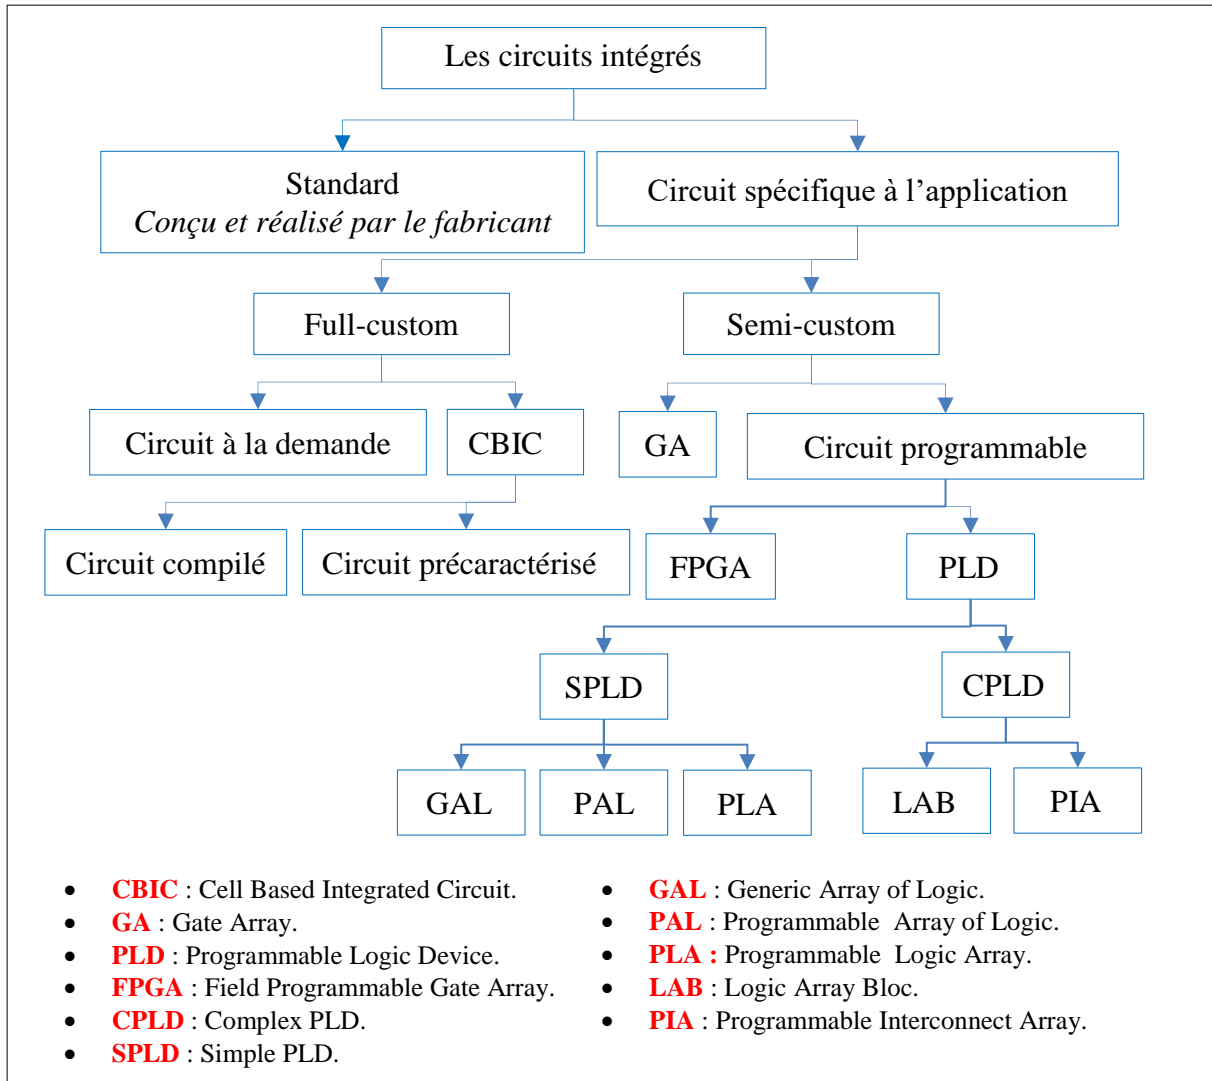 Les circuits intégrés
Standard
Conçu et réalisé par le fabricant
Circuit spécifique à l’application
Full-custom
Semi-custom
Circuit à la demande
CBIC
GA
Circuit programmable
Circuit compilé
Circuit précaractérisé
FPGA
PLD
SPLD
CPLD
GAL
PAL
PLA
LAB
PIA
• CBIC : Cell Based Integrated Circuit.
• GA : Gate Array.
• PLD : Programmable Logic Device.
• FPGA : Field Programmable Gate Array.
• CPLD : Complex PLD.
• SPLD : Simple PLD.
• GAL : Generic Array of Logic.
• PAL : Programmable Array of Logic.
• PLA : Programmable Logic Array.
• LAB : Logic Array Bloc.
• PIA : Programmable Interconnect Array.